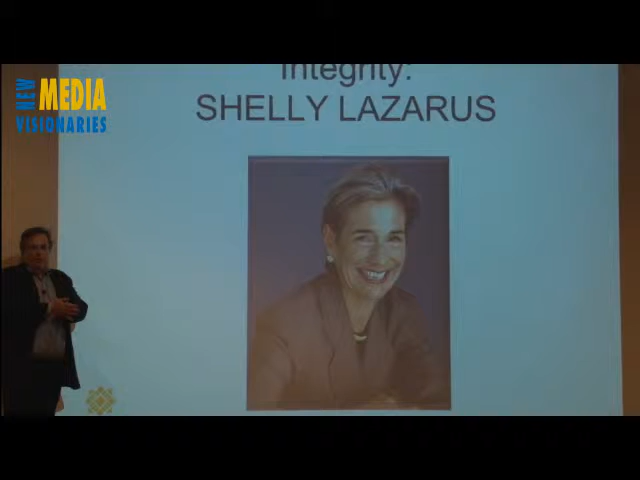 NEW
MEDIA
VISIONARIES
Integrity:
SHELLY LAZARUS